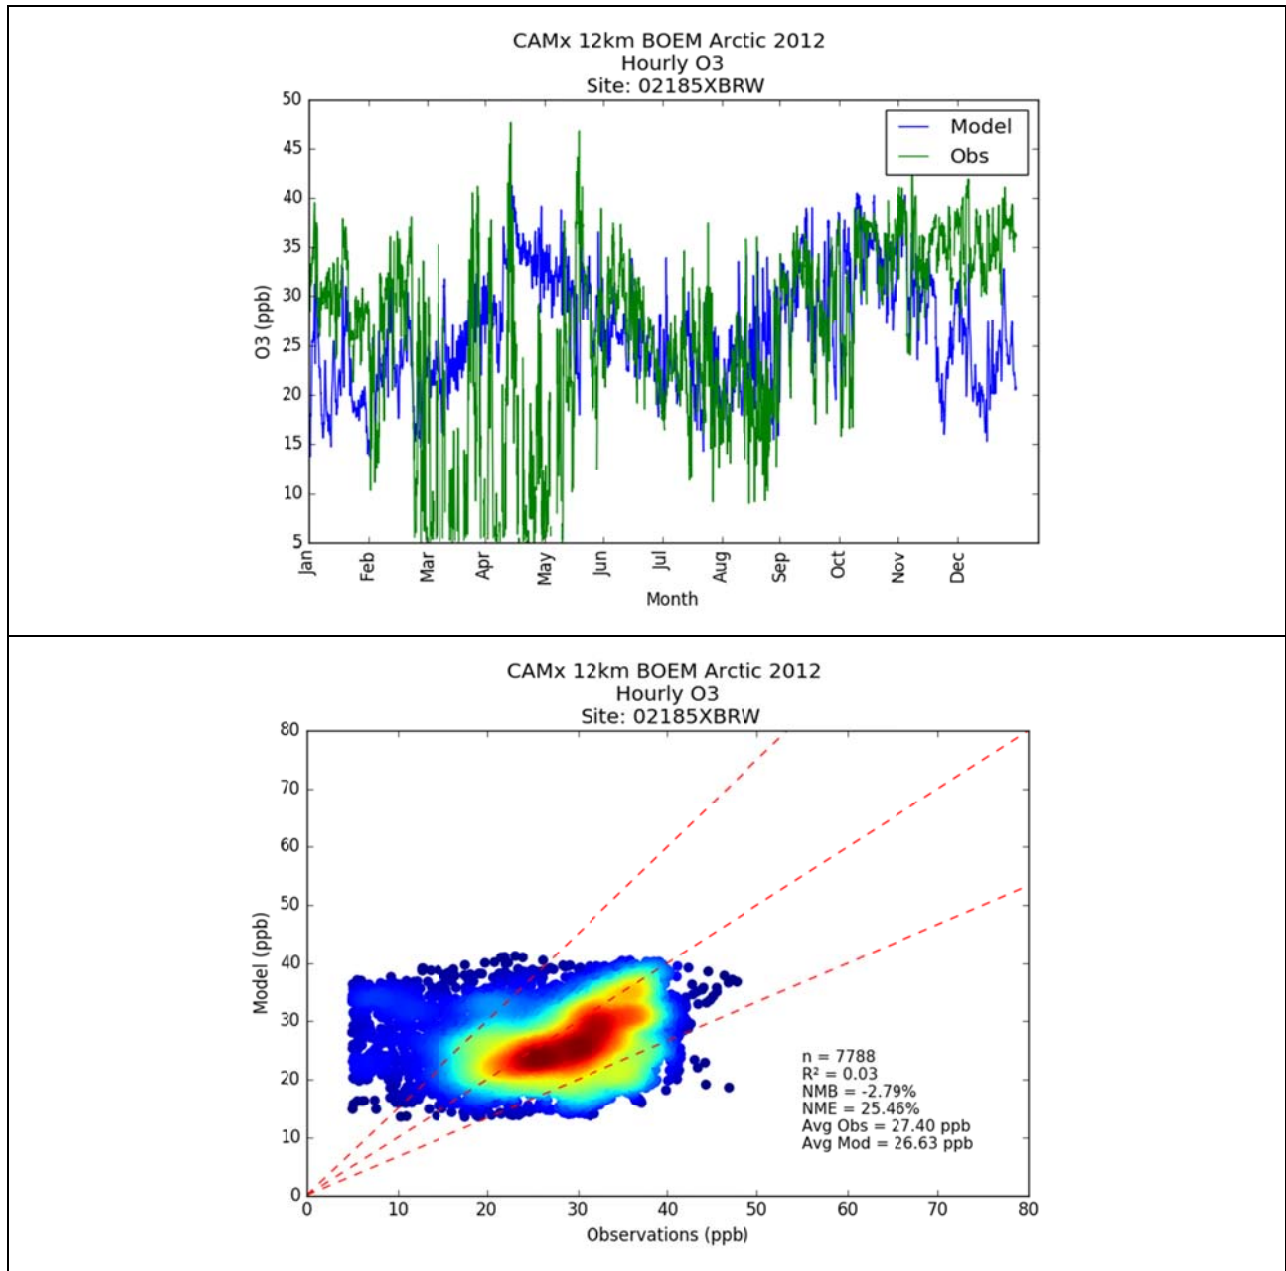 CAMx 12km BOEM Arctic 2012
Hourly O3
Site: 02185XBRW
50
45
40
35
30
25
20
15
10
5
O3 (ppb)
Model
Obs
Jan Feb Mar Apr May Jun Jul Aug Sep Oct Nov Dec
Month
CAMx 12km BOEM Arctic 2012
Hourly O3
Site: 02185XBRW
80
70
60
50
40
30
20
10
0
Model (ppb)
n = 7788
R² = 0.03
NMB = -2.79%
NME = 25.46%
Avg Obs = 27.40 ppb
Avg Mod = 26.63 ppb
0 10 20 30 40 50 60 70 80
Observations (ppb)